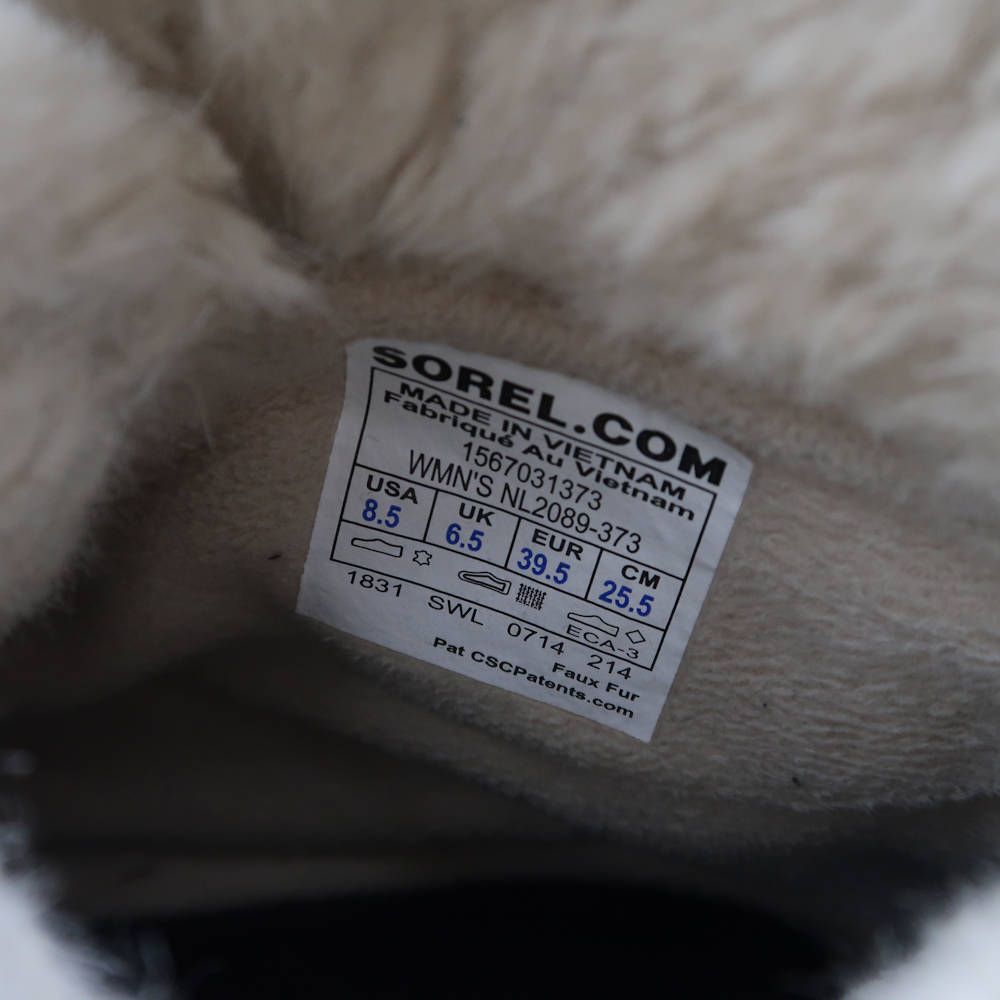 SOREL.COM
MADE IN VIETNAM
Fabriqué Au Vietnam
1567031373
WMN'S NL2089-373
USA UK EUR CM
8.5 6.5 39.5 25.5
ECA-3
1831 SWL 0714 214
Faux Fur
Pat CSCPatents.com